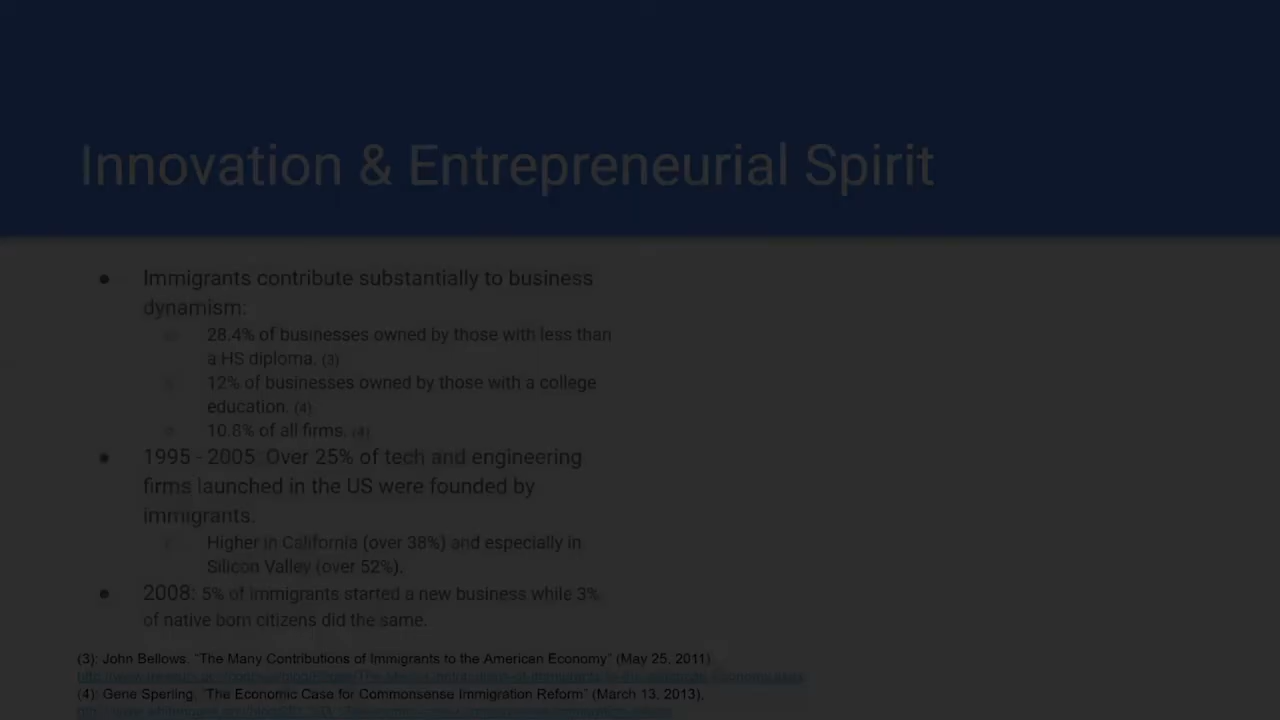 Innovation & Entrepreneurial Spirit
● Immigrants contribute substantially to business
dynamism:
○ 28.4% of businesses owned by those with less than
a HS diploma. (3)
○ 12% of businesses owned by those with a college
education. (4)
○ 10.8% of all firms. (4)
● 1995 - 2005: Over 25% of tech and engineering
firms launched in the US were founded by
immigrants.
○ Higher in California (over 38%) and especially in
Silicon Valley (over 52%).
● 2008: 5% of immigrants started a new business while 3%
of native born citizens did the same.
(3): John Bellows. “The Many Contributions of Immigrants to the American Economy” (May 25, 2011)
(4): Gene Sperling. “The Economic Case for Commonsense Immigration Reform” (March 13, 2013),